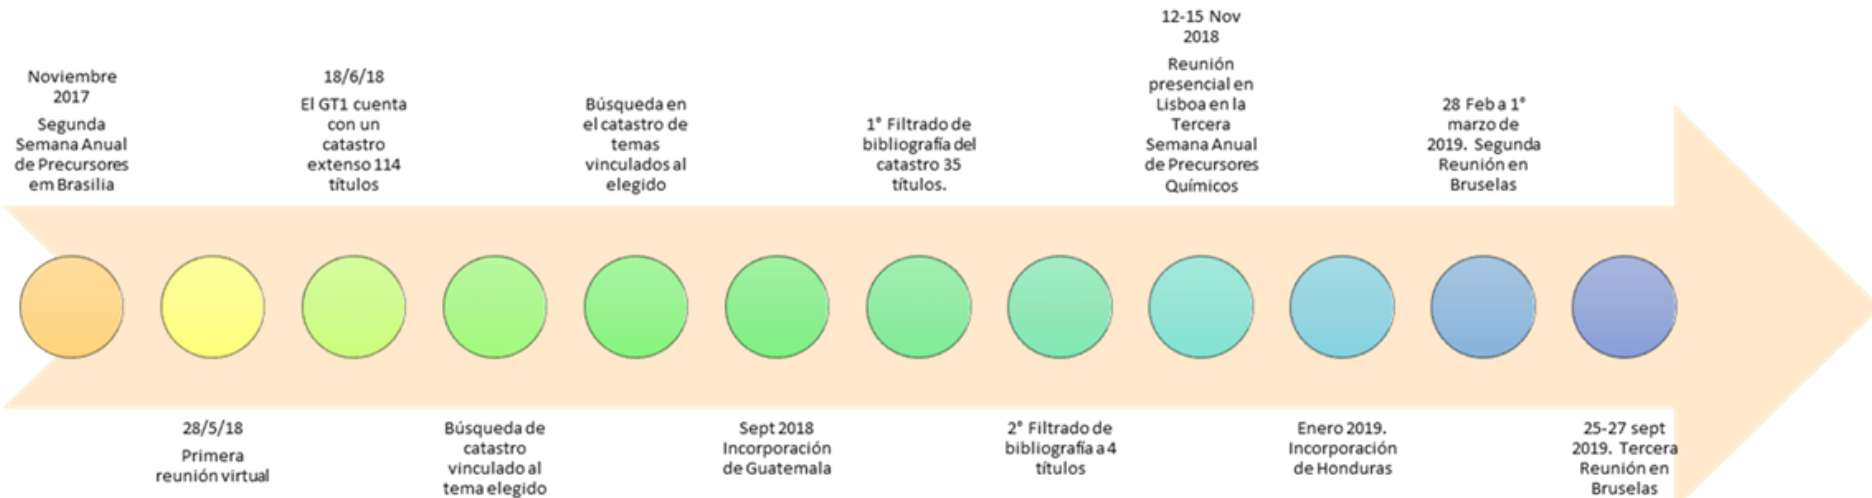 Noviembre
2017
Segunda
Semana Anual
de Precursores
em Brasilia
28/5/18
Primera
reunión virtual
18/6/18
El GT1 cuenta
con un
catastro
extenso 114
títulos
Búsqueda de
catastro
vinculado al
tema elegido
Búsqueda en
el catastro de
temas
vinculados al
elegido
Sept 2018
Incorporación
de Guatemala
1° Filtrado de
bibliografía del
catastro 35
títulos.
2° Filtrado de
bibliografía a 4
títulos
12-15 Nov
2018
Reunión
presencial en
Lisboa en la
Tercera
Semana Anual
de Precursores
Químicos
Enero 2019.
Incorporación
de Honduras
28 Feb a 1°
marzo de
2019. Segunda
Reunión en
Bruselas
25-27 sept
2019. Tercera
Reunión en
Bruselas